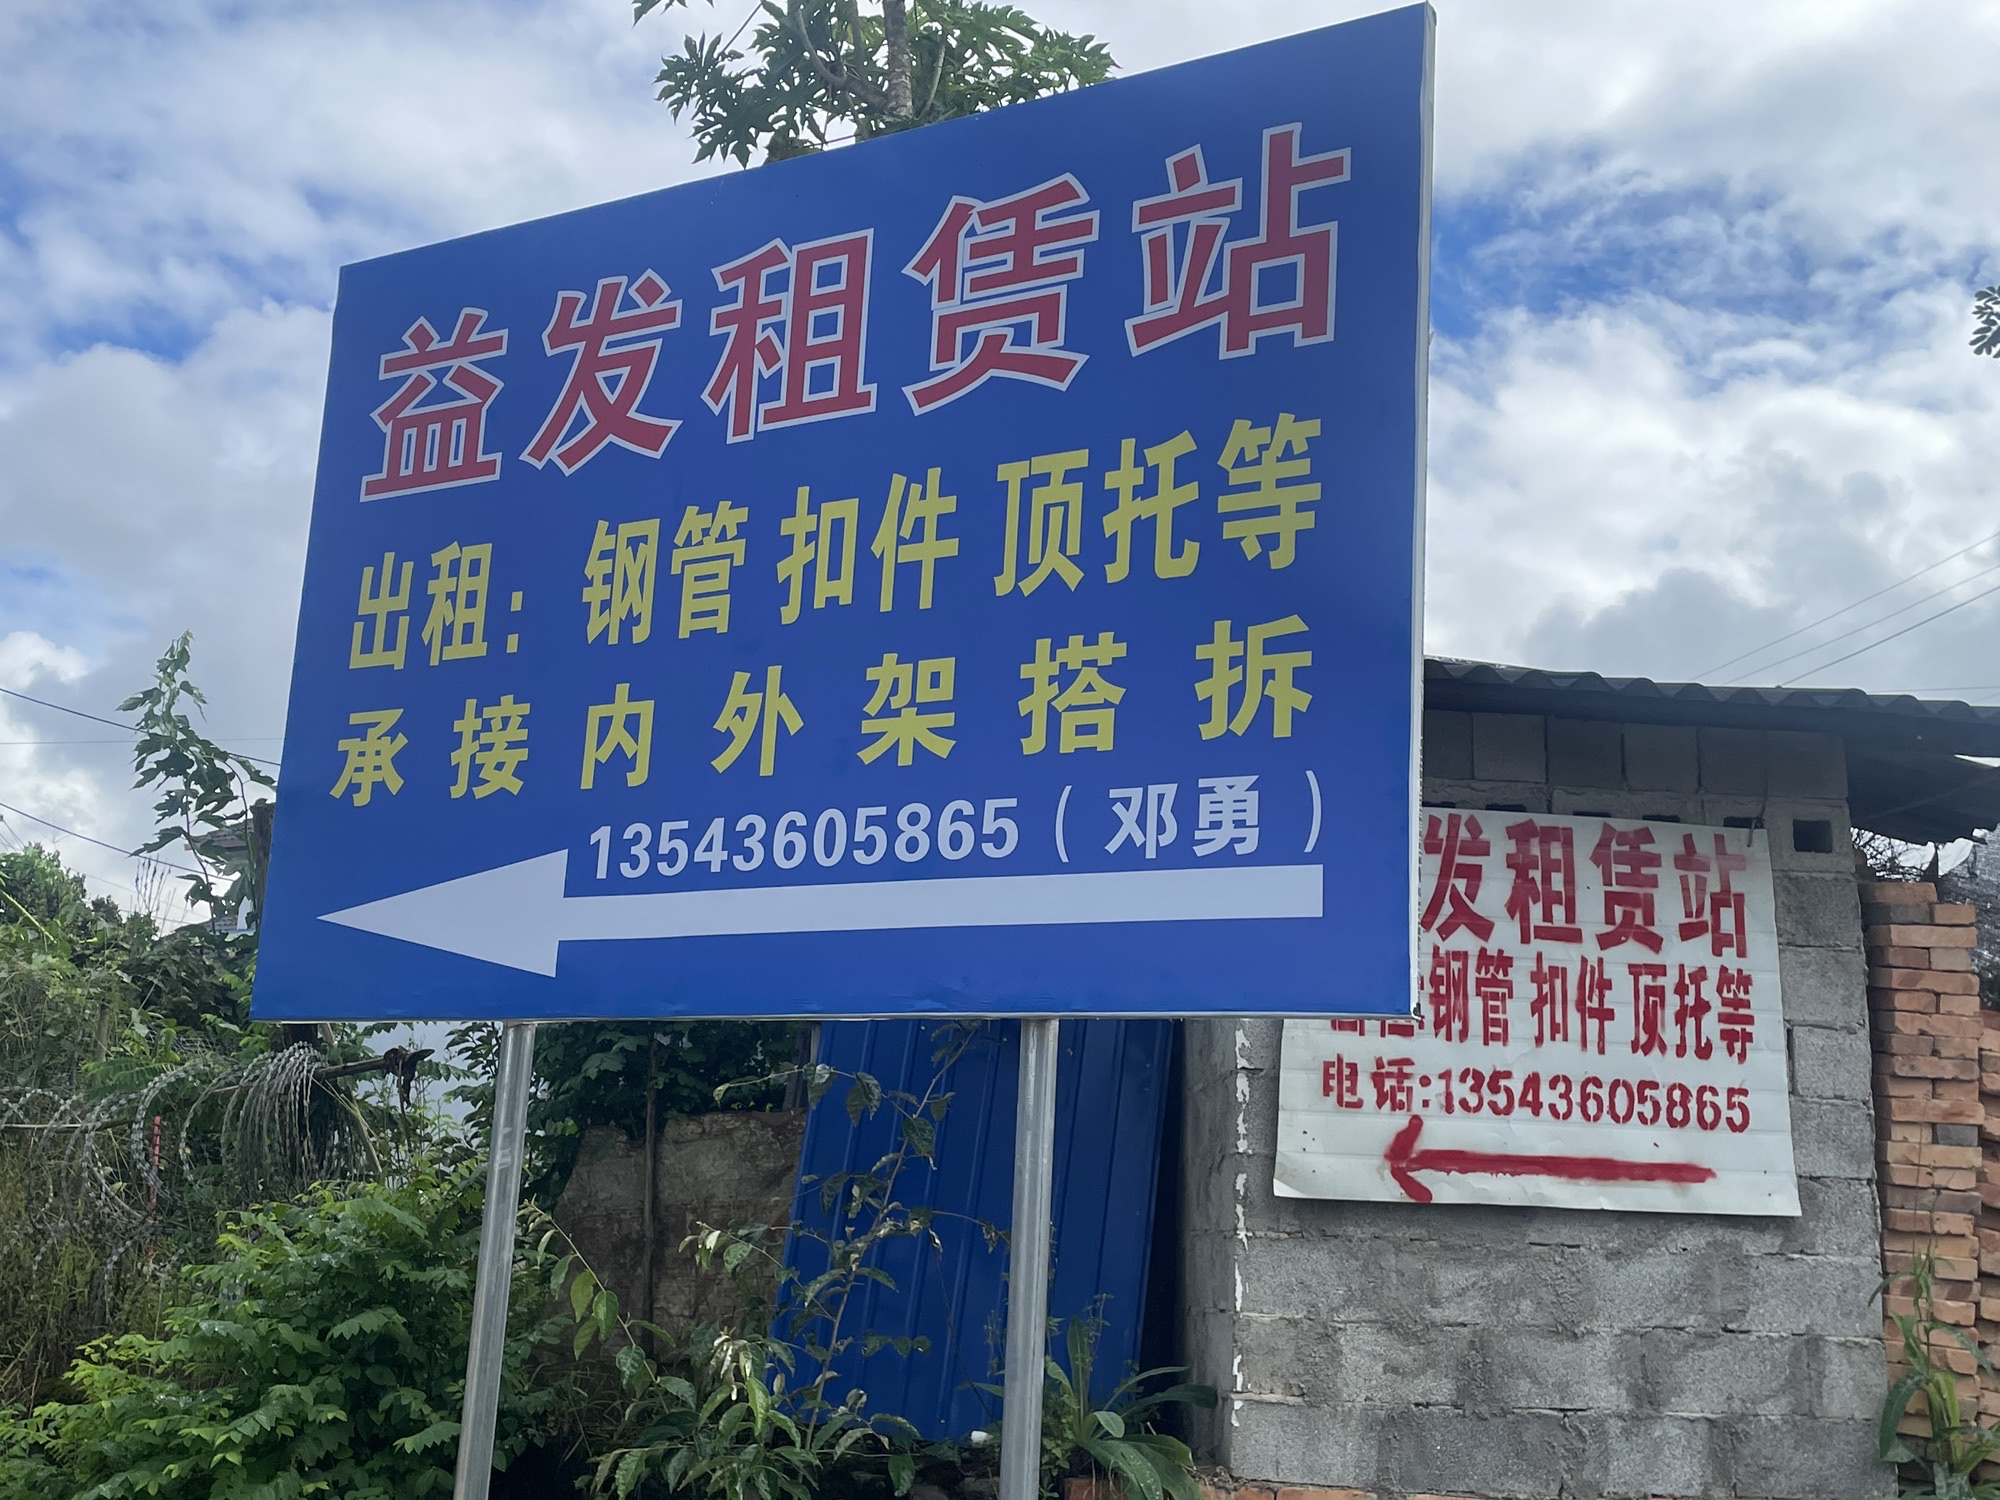 益发租赁站
出租：钢管 扣件 顶托等
承接内外架搭拆
13543605865（邓勇）
发租赁站
钢管 扣件 顶托等
电话:13543605865